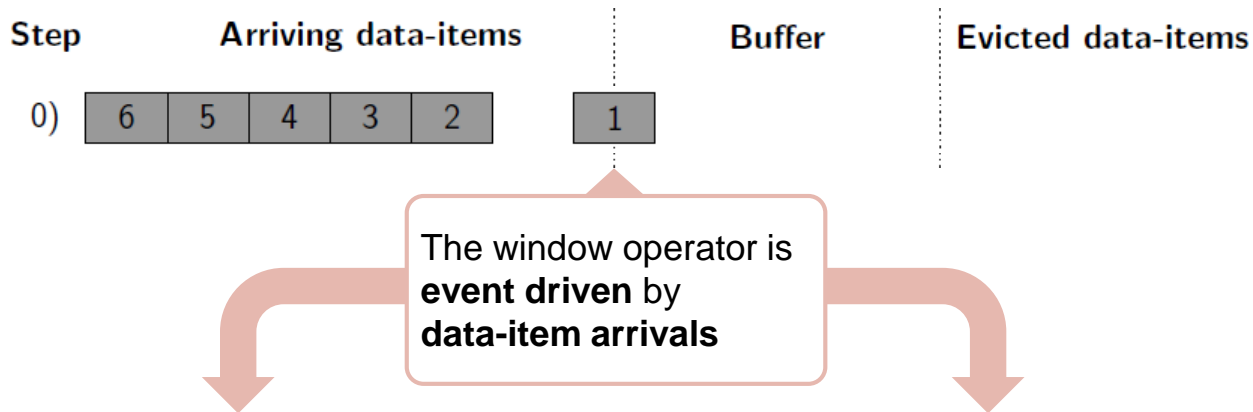 Step Arriving data-items Buffer Evicted data-items
0) 6 5 4 3 2 1
The window operator is
event driven by
data-item arrivals